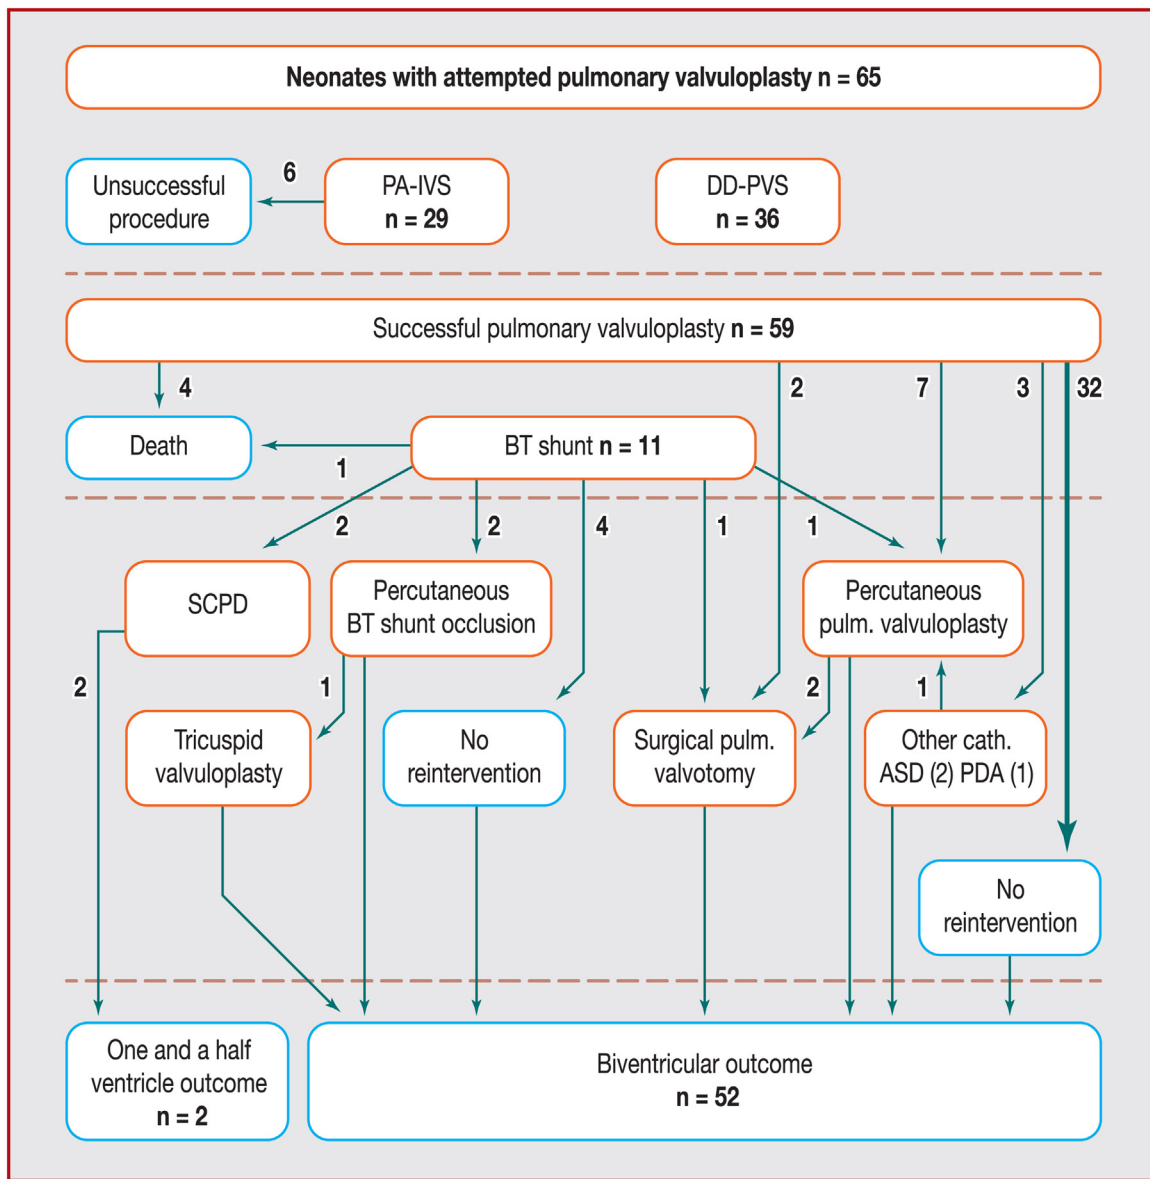 Neonates with attempted pulmonary valvuloplasty n = 65
6
Unsuccessful
procedure
PA-IVS
n = 29
DD-PVS
n = 36
Successful pulmonary valvuloplasty n = 59
4
2
7
3
32
Death
1
BT shunt n = 11
2
2
4
1
1
SCPD
Percutaneous
BT shunt occlusion
Percutaneous
pulm. valvuloplasty
2
1
2
1
Tricuspid
valvuloplasty
No
reintervention
Surgical pulm.
valvotomy
Other cath.
ASD (2) PDA (1)
No
reintervention
One and a half
ventricle outcome
n = 2
Biventricular outcome
n = 52